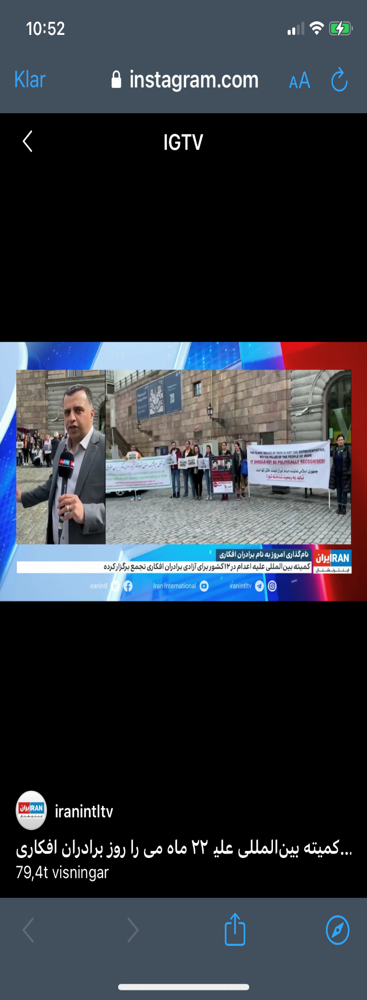 10:52
Klar
instagram.com
AA
IGTV
THE ISLAMIC REGIME OF IRAN IS NOT THE REPRESENTATIVE,
BUT THE KILLER OF THE PEOPLE OF IRAN!
IT SHOULD NOT BE POLITICALLY RECOGNISED!
جمهوری اسلامی نماینده مردم ایران نیست، قاتل آنها است
نباید به رسمیت شناخته شود!
نام‌گذاری امروز به نام برادران افکاری
کمیته بین‌المللی علیه اعدام در ۱۲ کشور برای آزادی برادران افکاری تجمع برگزار کرده
ایران IRAN
اینترنشنال
iranintl
Iran International
iranintltv
ایران IRAN
iranintltv
کمیته بین‌المللی علیه ۲۲ ماه می را روز برادران افکاری...
79,4t visningar